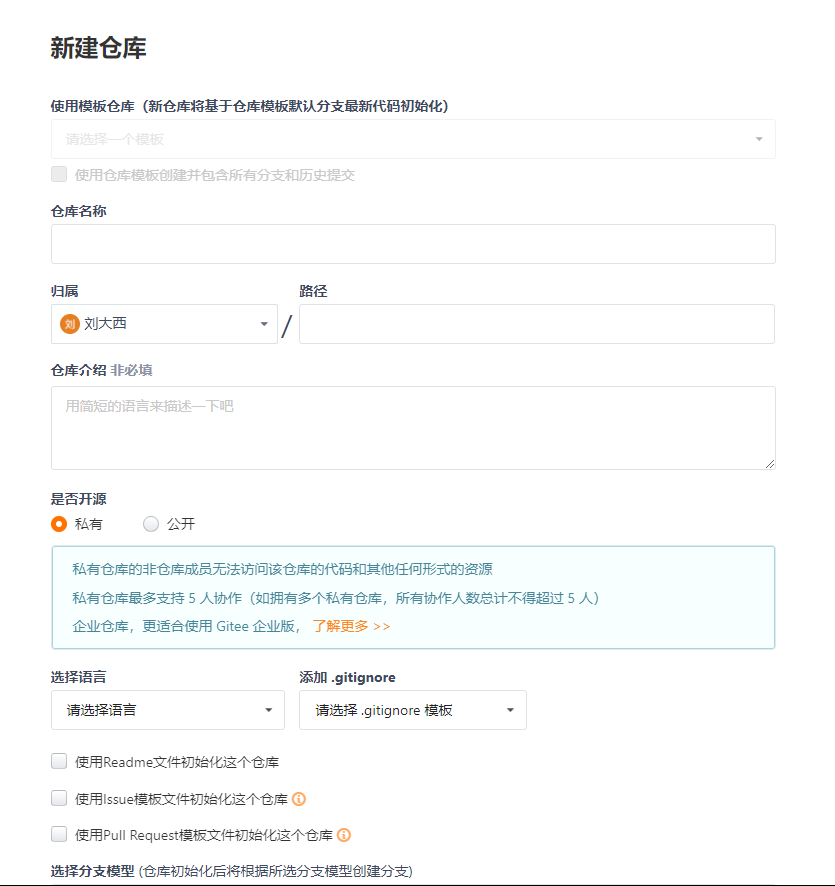 新建仓库
使用模板仓库（新仓库将基于仓库模板默认分支最新代码初始化）
请选择一个模板
使用仓库模板创建并包含所有分支和历史提交
仓库名称
归属 路径
刘 刘大西 /
仓库介绍 非必填
用简短的语言来描述一下吧
是否开源
私有 公开
私有仓库的非仓库成员无法访问该仓库的代码和其他任何形式的资源
私有仓库最多支持 5 人协作（如拥有多个私有仓库，所有协作人数总计不得超过 5 人）
企业仓库，更适合使用 Gitee 企业版， 了解更多 >>
选择语言 添加 .gitignore
请选择语言 请选择 .gitignore 模板
使用Readme文件初始化这个仓库
使用Issue模板文件初始化这个仓库
使用Pull Request模板文件初始化这个仓库
选择分支模型 (仓库初始化后将根据所选分支模型创建分支)